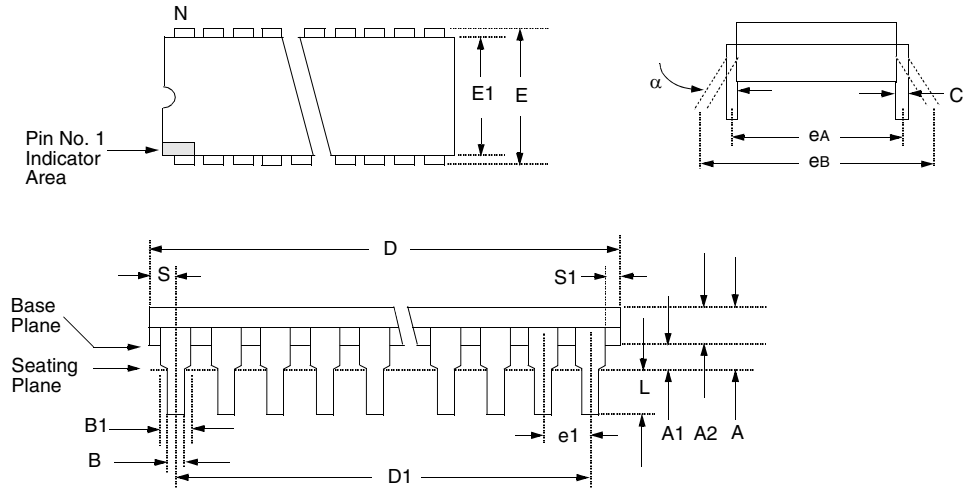 N
E1
E
Pin No. 1
Indicator
Area
α
C
eA
eB
D
S
S1
Base
Plane
Seating
Plane
L
B1
e1
A1
A2
A
B
D1